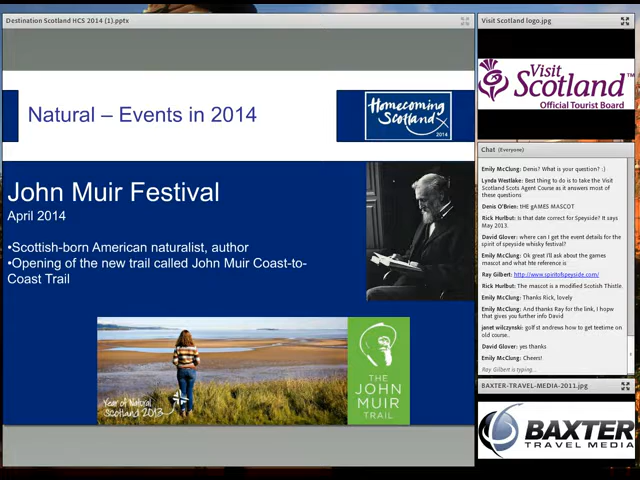 Destination Scotland HCS 2014 (1).pptx
Natural – Events in 2014
Homecoming
Scotland
2014
John Muir Festival
April 2014
•Scottish-born American naturalist, author
•Opening of the new trail called John Muir Coast-to-
Coast Trail
Year of Natural
Scotland 2013
THE
JOHN
MUIR
TRAIL
Visit Scotland logo.jpg
Visit
Scotland™
Official Tourist Board
Chat (Everyone)
Emily McClung: Denis? What is your question? :)
Lynda Westlake: Best thing to do is to take the Visit
Scotland Scots Agent Course as it answers most of
these questions
Denis O'Brien: tHE gAMES MASCOT
Rick Hurlbut: Is that date correct for Speyside? It says
May 2013.
David Glover: where can I get the event details for the
spirit of speyside whisky festival?
Emily McClung: Ok great I'll ask about the games
mascot and what hte reference is
Ray Gilbert: http://www.spiritofspeyside.com/
Rick Hurlbut: The mascot is a modified Scotish Thistle.
Emily McClung: Thanks Rick, lovely
Emily McClung: And thanks Ray for the link, I hopw
that gives you further info David
janet wilczynski: golf st andrews how to get teetime on
old course..
David Glover: yes thanks
Emily McClung: Cheers!
Ray Gilbert is typing...
BAXTER-TRAVEL-MEDIA-2011.jpg
BAXTER
TRAVEL MEDIA